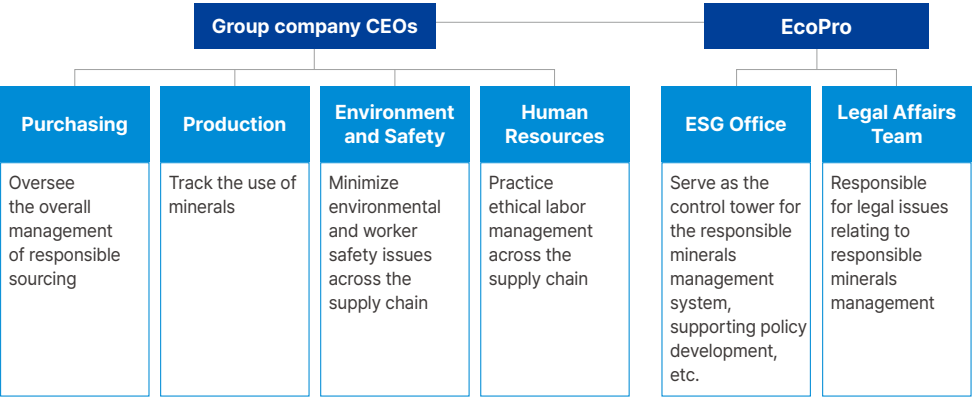 Group company CEOs
EcoPro
Purchasing
Oversee
the overall
management
of responsible
sourcing
Production
Track the use of
minerals
Environment
and Safety
Minimize
environmental
and worker
safety issues
across the
supply chain
Human
Resources
Practice
ethical labor
management
across the
supply chain
ESG Office
Serve as the
control tower for
the responsible
minerals
management
system,
supporting policy
development,
etc.
Legal Affairs
Team
Responsible
for legal issues
relating to
responsible
minerals
management